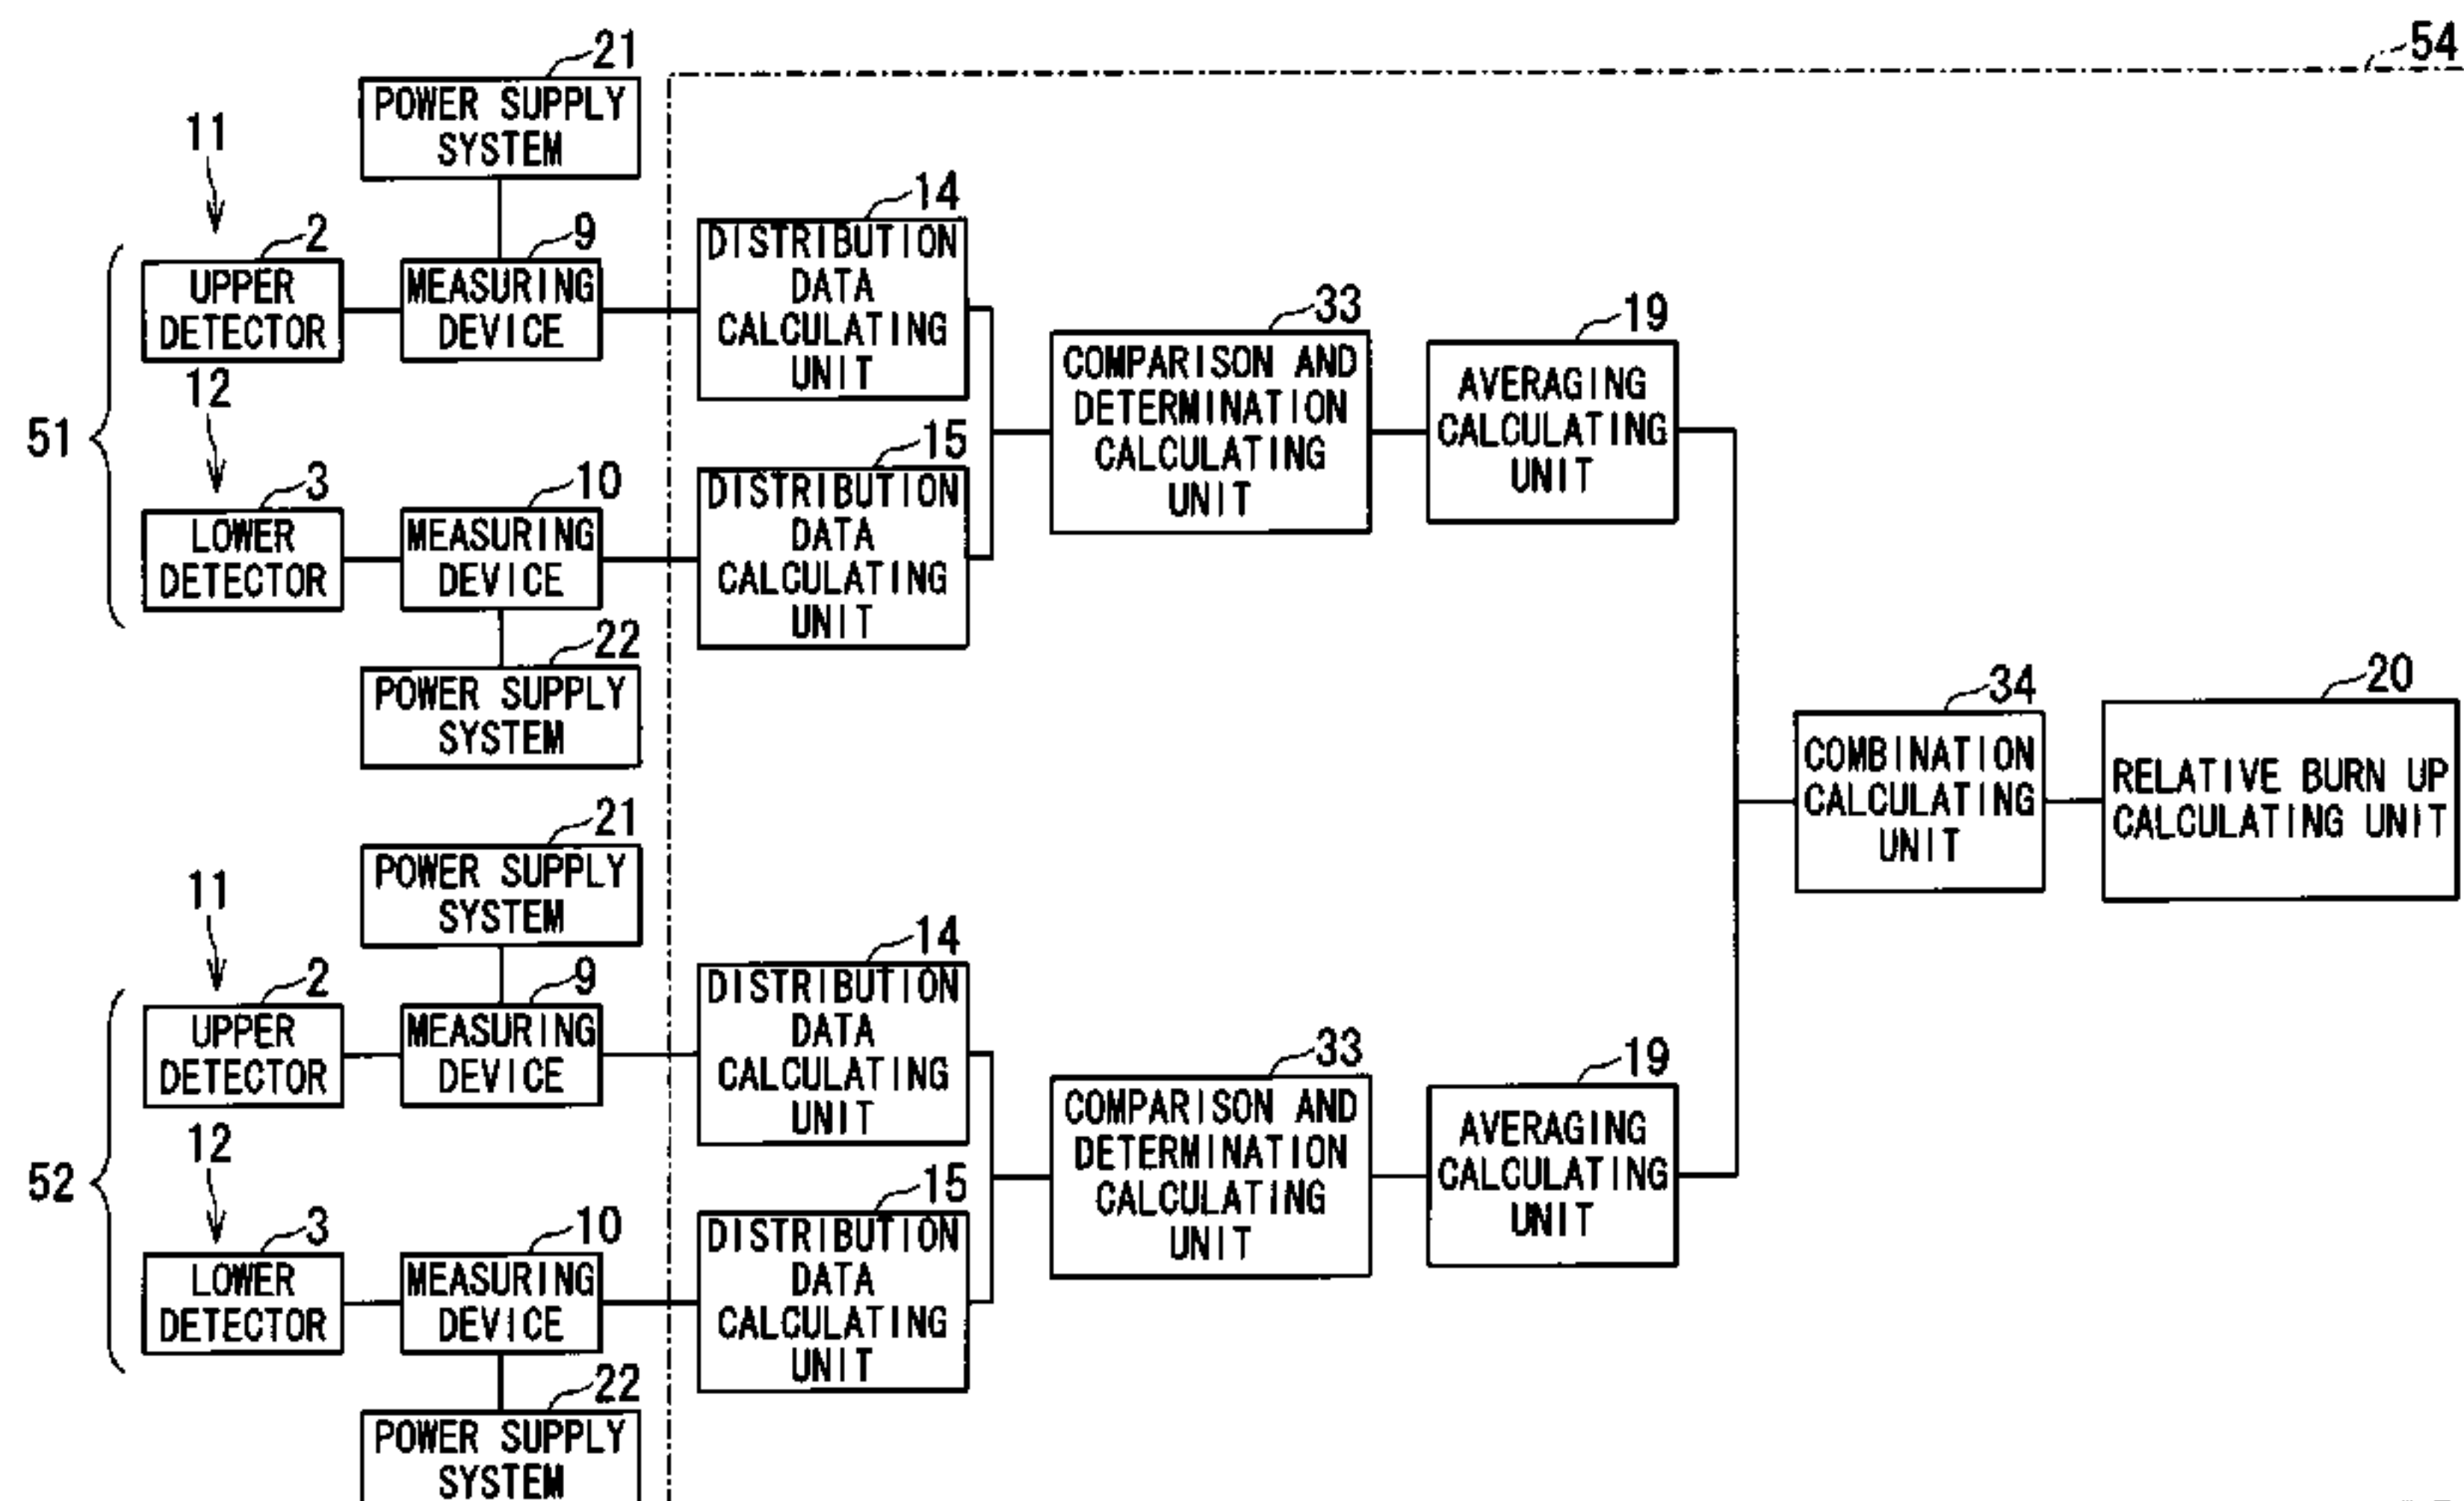 54
21
POWER SUPPLY
SYSTEM
11
2
UPPER
DETECTOR
9
MEASURING
DEVICE
14
DISTRIBUTION
DATA
CALCULATING
UNIT
51
12
3
LOWER
DETECTOR
10
MEASURING
DEVICE
15
DISTRIBUTION
DATA
CALCULATING
UNIT
22
POWER SUPPLY
SYSTEM
33
COMPARISON AND
DETERMINATION
CALCULATING
UNIT
19
AVERAGING
CALCULATING
UNIT
34
COMBINATION
CALCULATING
UNIT
20
RELATIVE BURN UP
CALCULATING UNIT
21
POWER SUPPLY
SYSTEM
11
2
UPPER
DETECTOR
9
MEASURING
DEVICE
14
DISTRIBUTION
DATA
CALCULATING
UNIT
52
12
3
LOWER
DETECTOR
10
MEASURING
DEVICE
15
DISTRIBUTION
DATA
CALCULATING
UNIT
22
POWER SUPPLY
SYSTEM
33
COMPARISON AND
DETERMINATION
CALCULATING
UNIT
19
AVERAGING
CALCULATING
UNIT